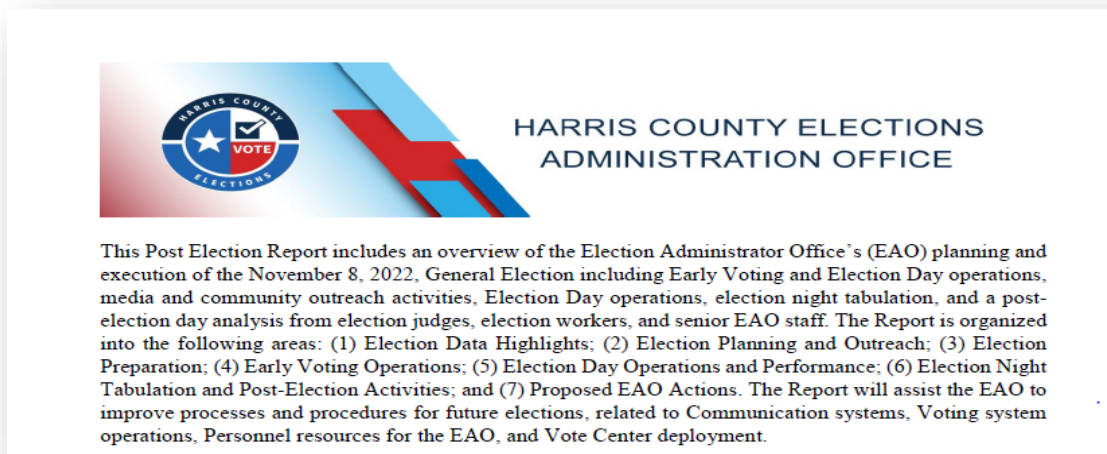 HARRIS COUNTY
VOTE
ELECTIONS
HARRIS COUNTY ELECTIONS
ADMINISTRATION OFFICE
This Post Election Report includes an overview of the Election Administrator Office's (EAO) planning and
execution of the November 8, 2022, General Election including Early Voting and Election Day operations,
media and community outreach activities, Election Day operations, election night tabulation, and a post-
election day analysis from election judges, election workers, and senior EAO staff. The Report is organized
into the following areas: (1) Election Data Highlights; (2) Election Planning and Outreach; (3) Election
Preparation; (4) Early Voting Operations; (5) Election Day Operations and Performance; (6) Election Night
Tabulation and Post-Election Activities; and (7) Proposed EAO Actions. The Report will assist the EAO to
improve processes and procedures for future elections, related to Communication systems, Voting system
operations, Personnel resources for the EAO, and Vote Center deployment.